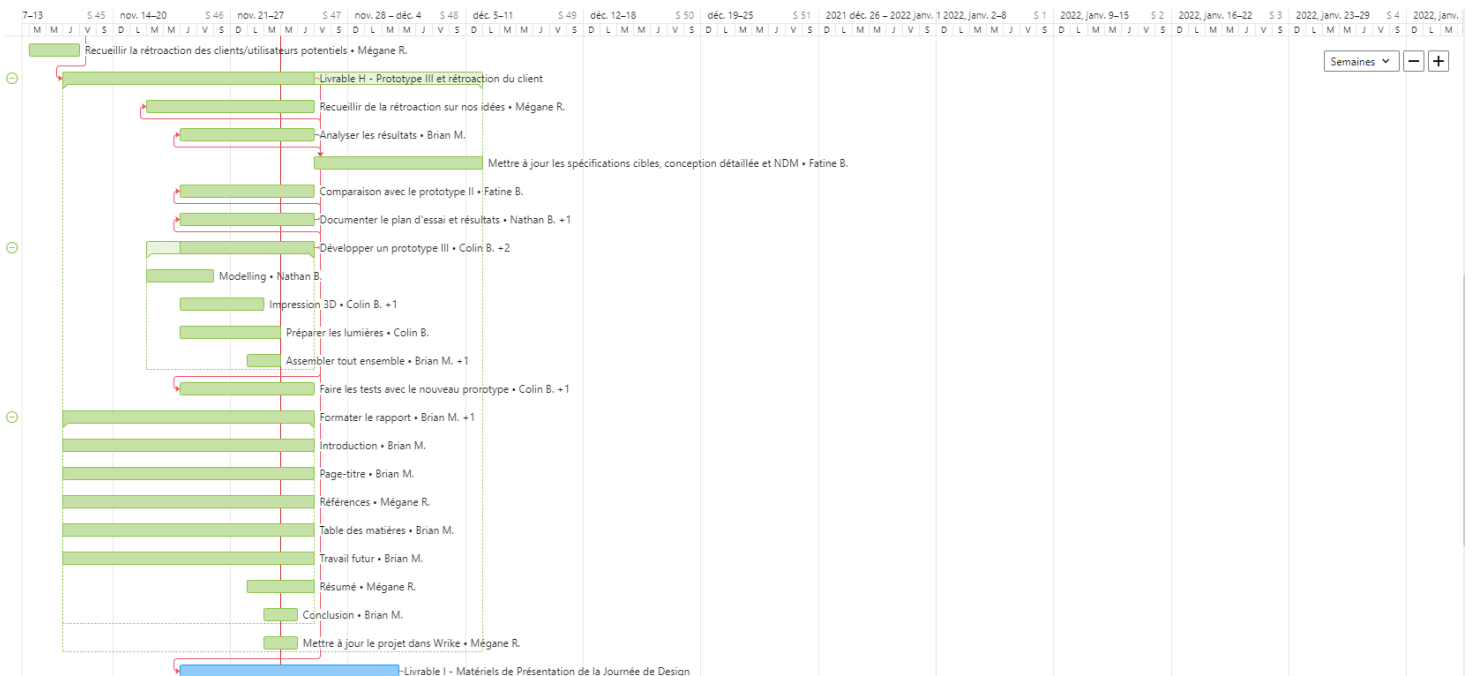 7–13 S 45 nov. 14–20 S 46 nov. 21–27 S 47 nov. 28 – déc. 4 S 48 déc. 5–11 S 49 déc. 12–18 S 50 déc. 19–25 S 51 2021 déc. 26 – 2022 janv. 1 2022, janv. 2–8 S 1 2022, janv. 9–15 S 2 2022, janv. 16–22 S 3 2022, janv. 23–29 S 4 2022, janv.
M M J V S D L M M J V S D L M M J V S D L M M J V S D L M M J V S D L M M J V S D L M M J V S D L M M J V S D L M M J V S D L M M J V S D L M M J V S D L M M J V S D L M
Recueillir la rétroaction des clients/utilisateurs potentiels • Mégane R.
Semaines
Livrable H - Prototype III et rétroaction du client
Recueillir de la rétroaction sur nos idées • Mégane R.
Analyser les résultats • Brian M.
Mettre à jour les spécifications cibles, conception détaillée et NDM • Fatine B.
Comparaison avec le prototype II • Fatine B.
Documenter le plan d'essai et résultats • Nathan B. +1
Développer un prototype III • Colin B. +2
Modelling • Nathan B.
Impression 3D • Colin B. +1
Préparer les lumières • Colin B.
Assembler tout ensemble • Brian M. +1
Faire les tests avec le nouveau prorotype • Colin B. +1
Formater le rapport • Brian M. +1
Introduction • Brian M.
Page-titre • Brian M.
Références • Mégane R.
Table des matières • Brian M.
Travail futur • Brian M.
Résumé • Mégane R.
Conclusion • Brian M.
Mettre à jour le projet dans Wrike • Mégane R.
Livrable I - Matériels de Présentation de la Journée de Design